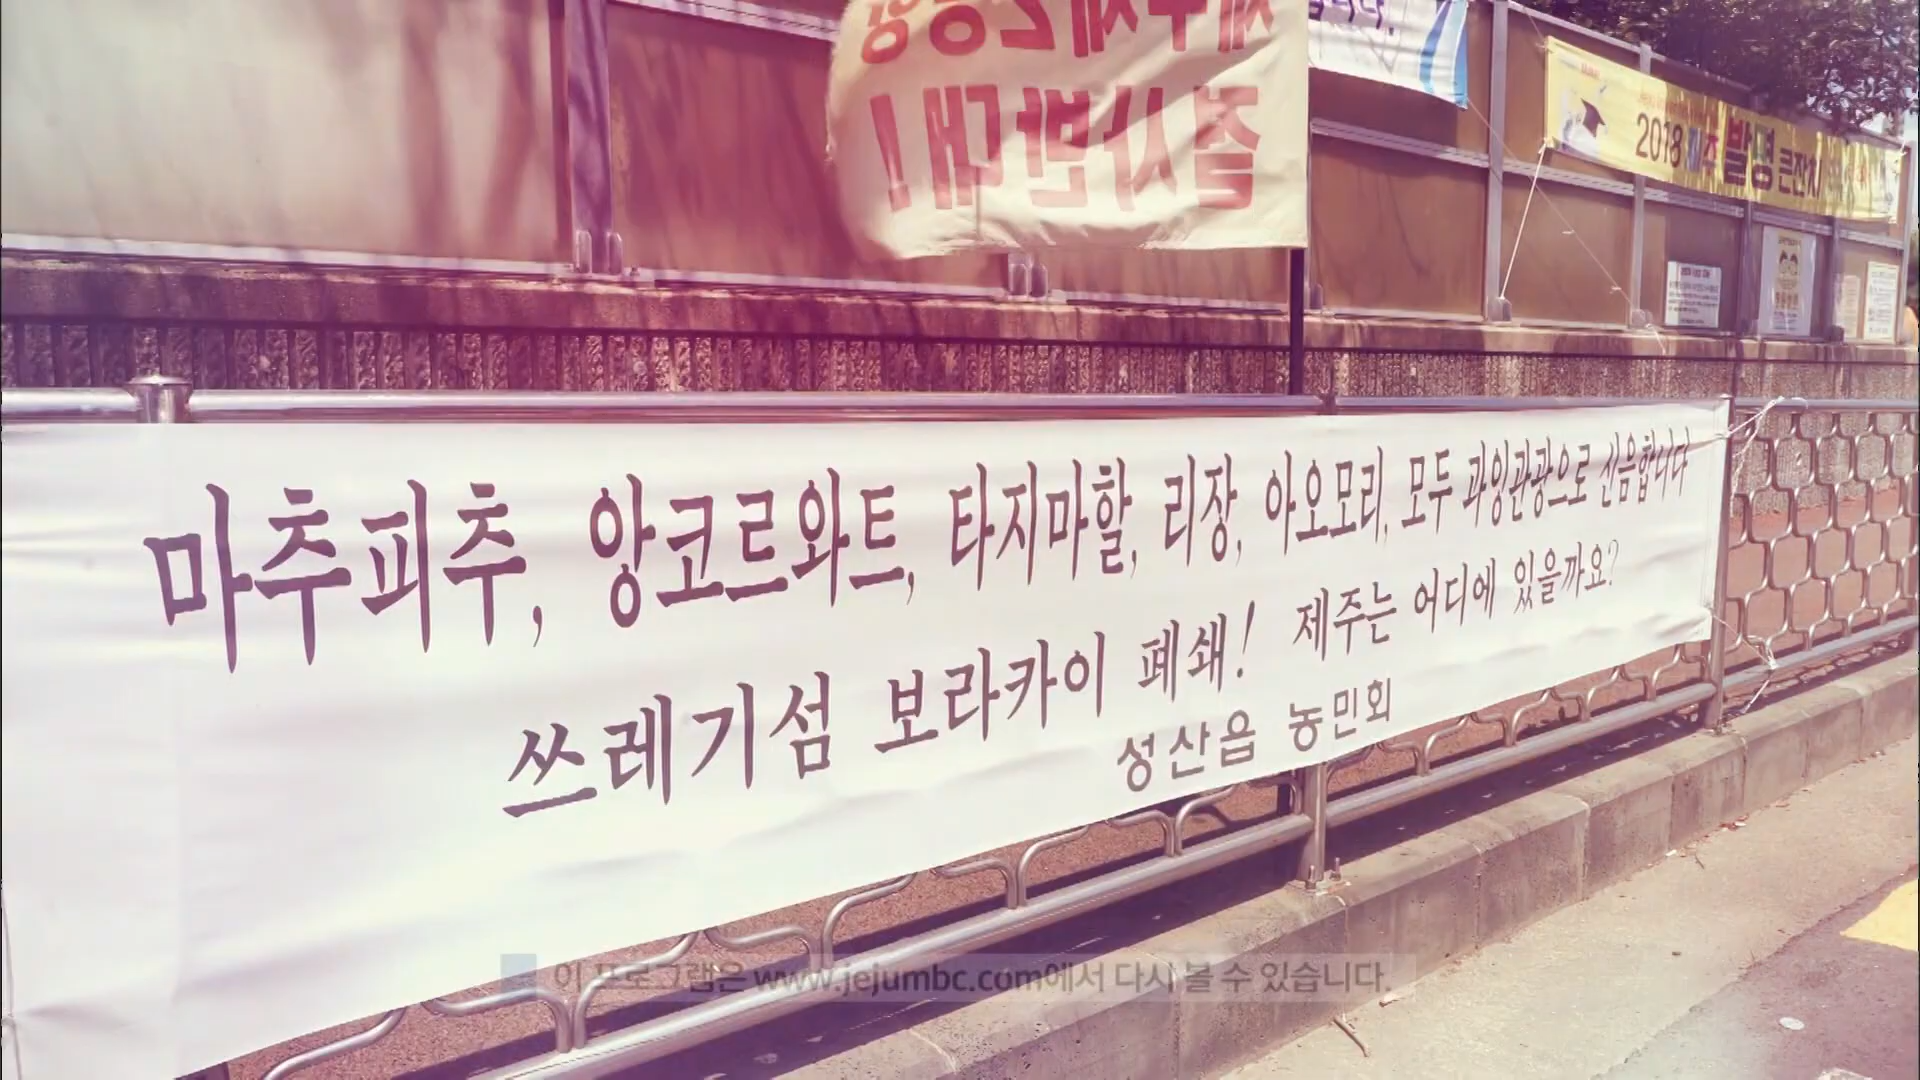 결사반대!
2018 제주 발명 큰잔치
마추피추, 앙코르와트, 타지마할, 리장, 아오모리, 모두 과잉관광으로 신음합니다
쓰레기섬 보라카이 폐쇄! 제주는 어디에 있을까요?
성산읍 농민회
이 프로그램은 www.jejumbc.com에서 다시 볼 수 있습니다.